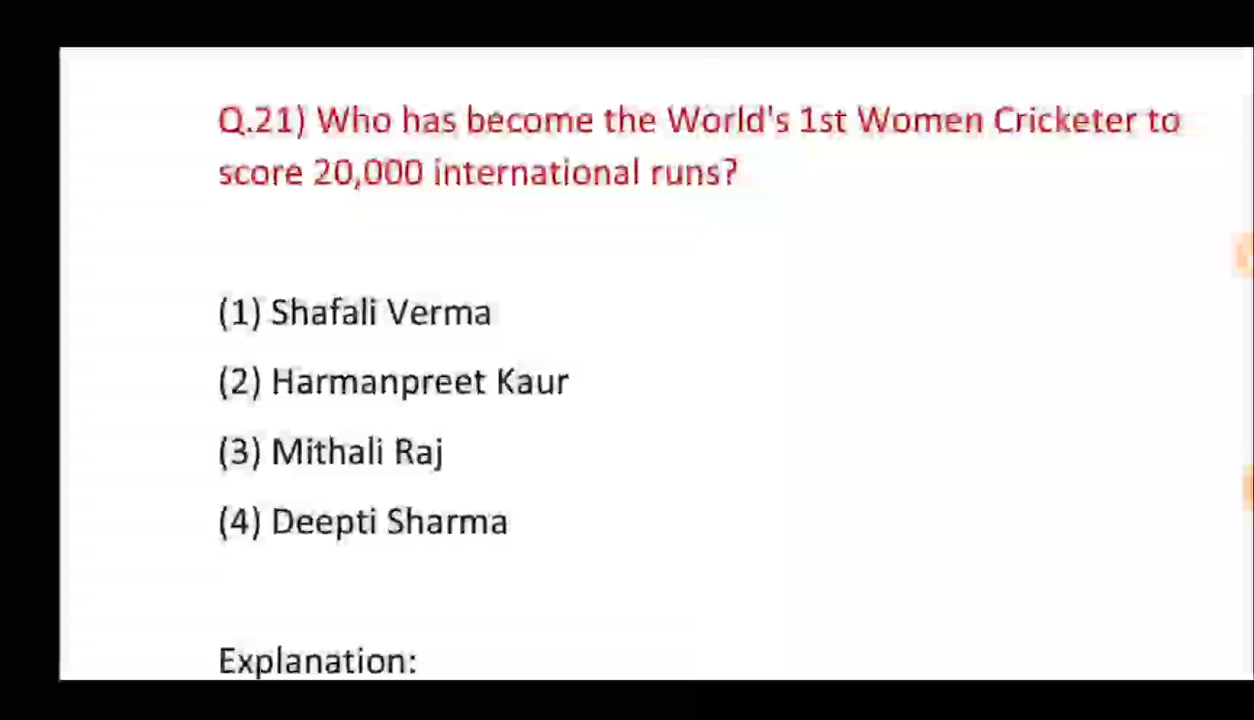 Q.21) Who has become the World's 1st Women Cricketer to
score 20,000 international runs?
(1) Shafali Verma
(2) Harmanpreet Kaur
(3) Mithali Raj
(4) Deepti Sharma
Explanation: